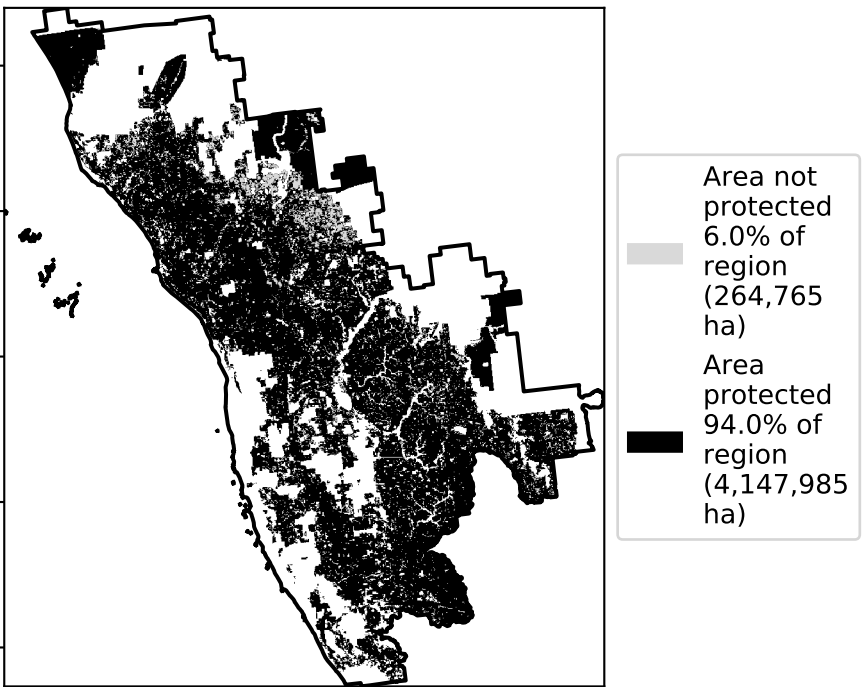 Area not
protected
6.0% of
region
(264,765
ha)
Area
protected
94.0% of
region
(4,147,985
ha)